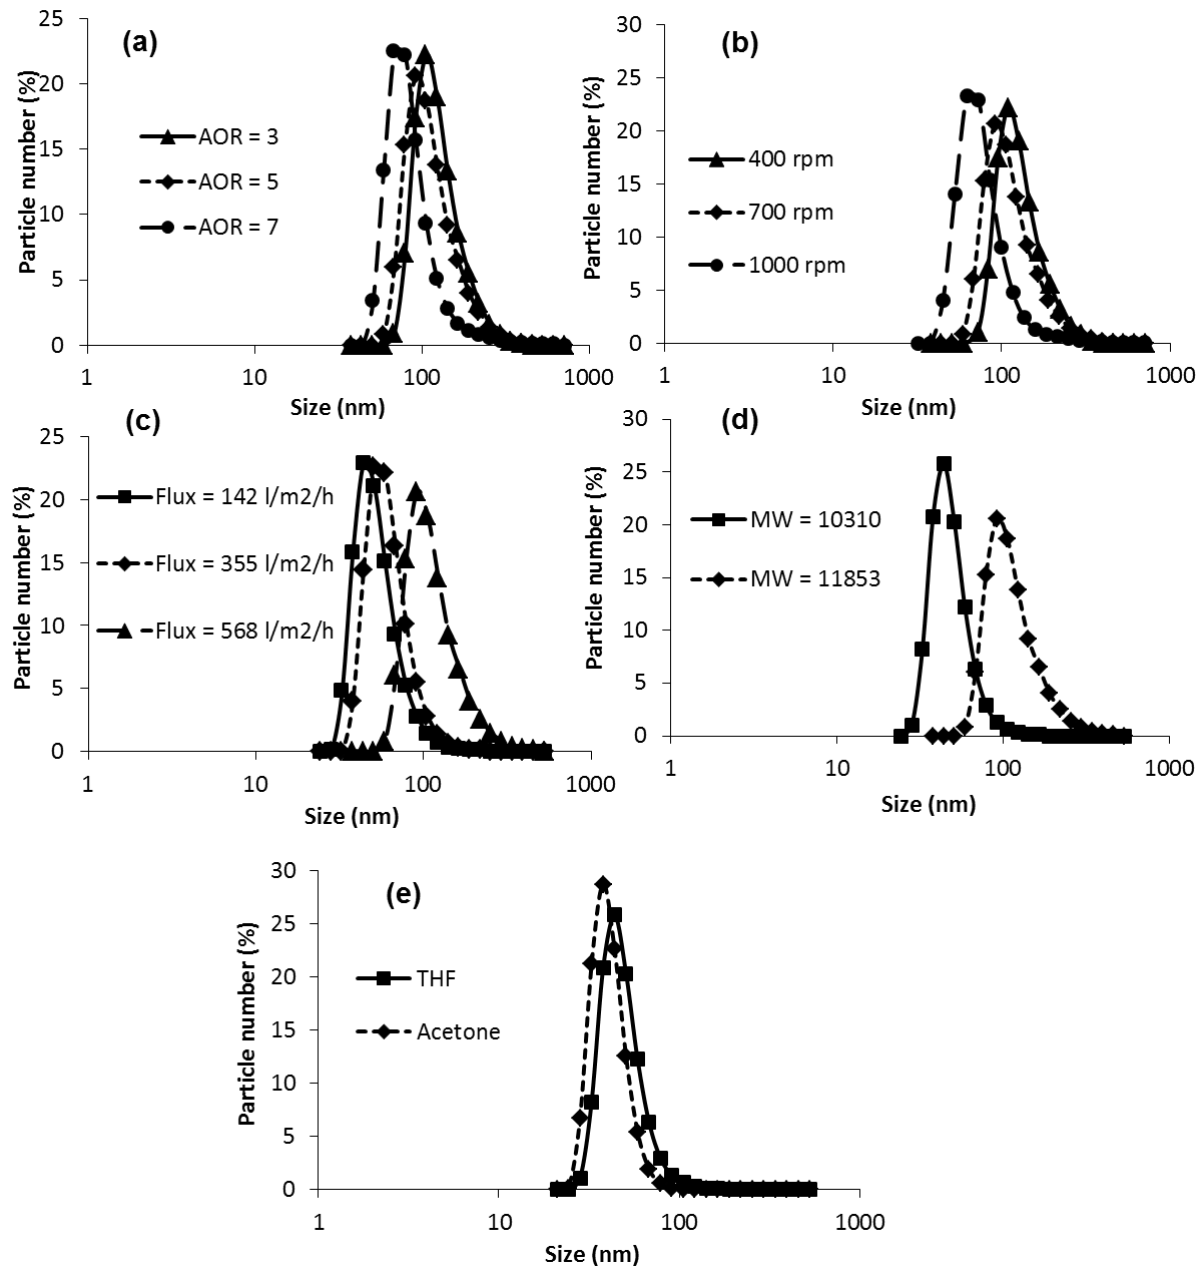 (a)
Particle number (%)
25
20
15
10
5
0
AOR = 3
AOR = 5
AOR = 7
1 10 100 1000
Size (nm)
(b)
Particle number (%)
30
25
20
15
10
5
0
400 rpm
700 rpm
1000 rpm
1 10 100 1000
Size (nm)
(c)
Particle number (%)
25
20
15
10
5
0
Flux = 142 l/m2/h
Flux = 355 l/m2/h
Flux = 568 l/m2/h
1 10 100 1000
Size (nm)
(d)
Particle number (%)
30
25
20
15
10
5
0
MW = 10310
MW = 11853
1 10 100 1000
Size (nm)
(e)
Particle number (%)
30
25
20
15
10
5
0
THF
Acetone
1 10 100 1000
Size (nm)